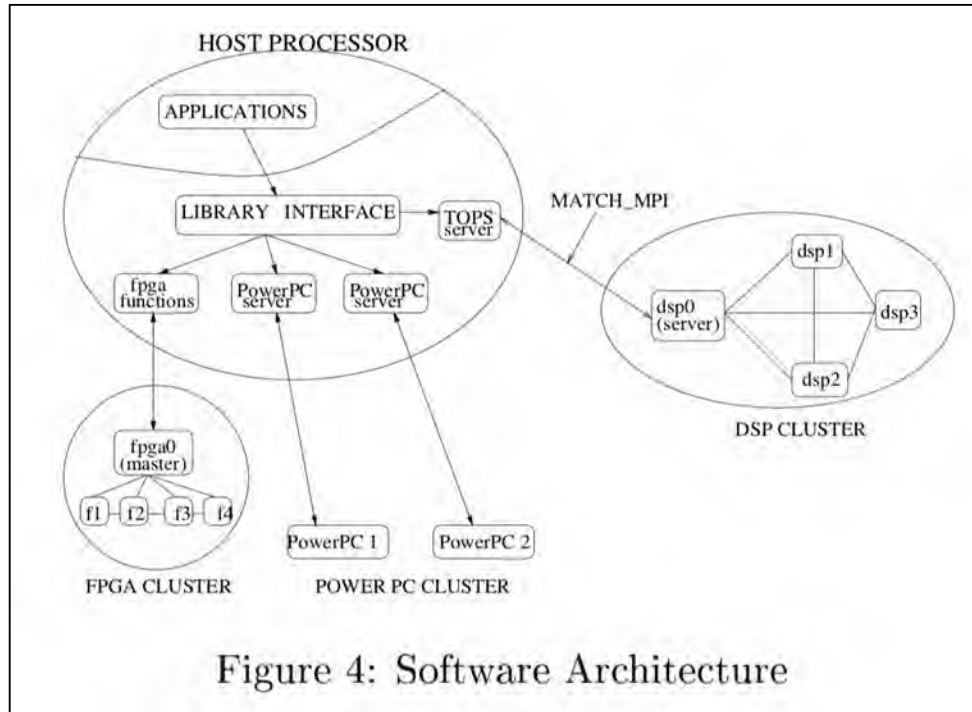 HOST PROCESSOR
APPLICATIONS
LIBRARY INTERFACE
TOPS
server
MATCH_MPI
fpga
functions
PowerPC
server
PowerPC
server
dsp0
(server)
dsp1
dsp3
dsp2
DSP CLUSTER
fpga0
(master)
f1
f2
f3
f4
FPGA CLUSTER
PowerPC 1
PowerPC 2
POWER PC CLUSTER
Figure 4: Software Architecture